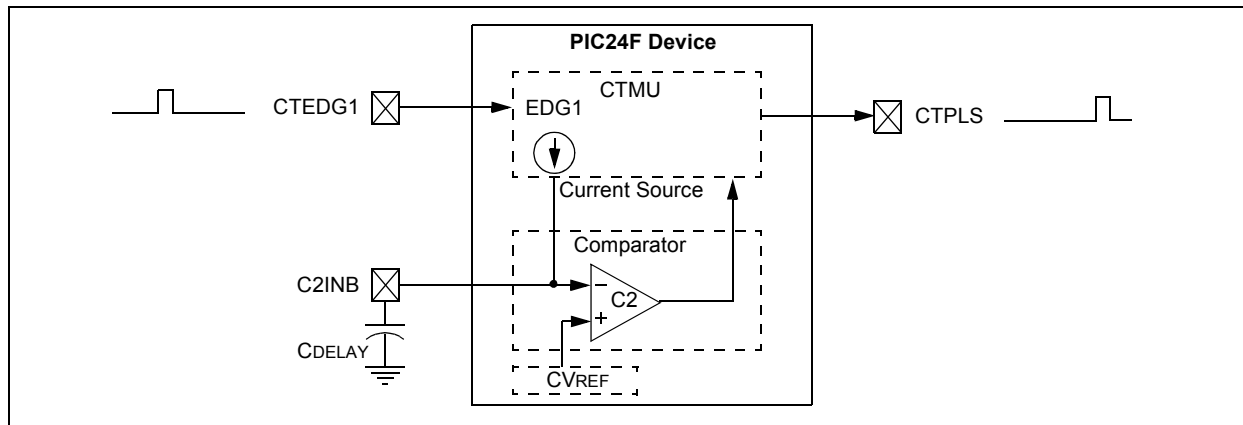 PIC24F Device
CTMU
CTEDG1
EDG1
CTPLS
Current Source
Comparator
C2INB
−
C2
+
CDELAY
CVREF